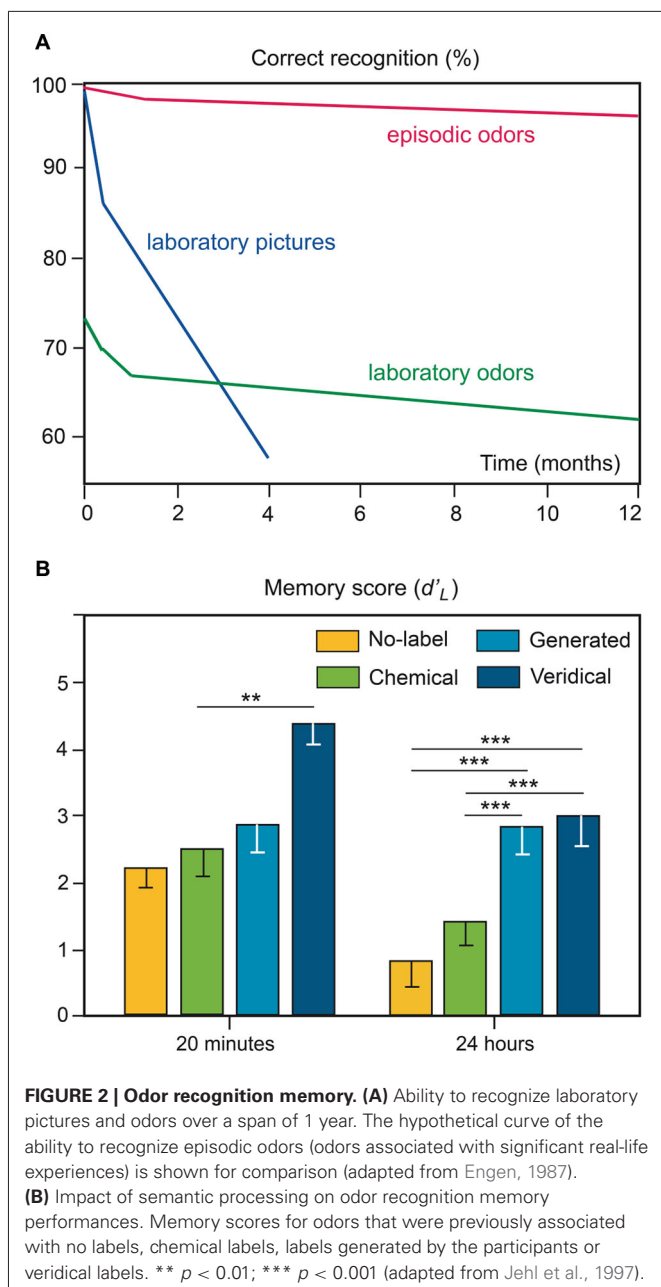 A
Correct recognition (%)
100
90
80
70
60
episodic odors
laboratory pictures
laboratory odors
Time (months)
0 2 4 6 8 10 12
B
Memory score (d'L)
No-label
Generated
Chemical
Veridical
5
4
3
2
1
0
**
***
***
***
***
20 minutes
24 hours
FIGURE 2 | Odor recognition memory. (A) Ability to recognize laboratory
pictures and odors over a span of 1 year. The hypothetical curve of the
ability to recognize episodic odors (odors associated with significant real-life
experiences) is shown for comparison (adapted from Engen, 1987).
(B) Impact of semantic processing on odor recognition memory
performances. Memory scores for odors that were previously associated
with no labels, chemical labels, labels generated by the participants or
veridical labels. ** p < 0.01; *** p < 0.001 (adapted from Jehl et al., 1997).